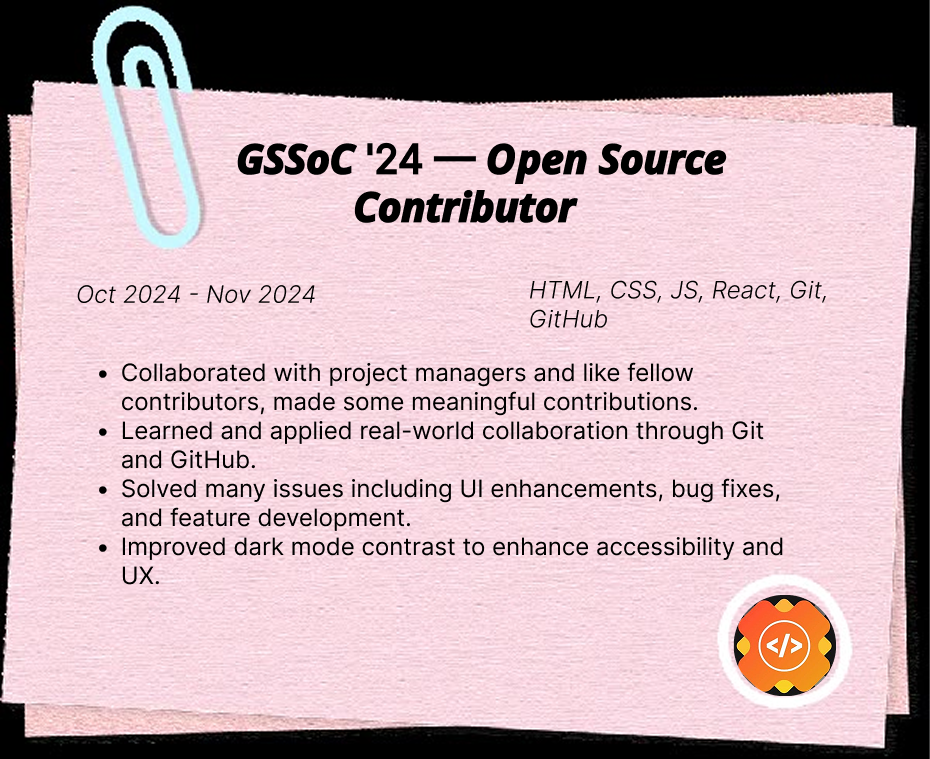 GSSoC '24 — Open Source
Contributor
Oct 2024 - Nov 2024
HTML, CSS, JS, React, Git,
GitHub
• Collaborated with project managers and like fellow
contributors, made some meaningful contributions.
• Learned and applied real-world collaboration through Git
and GitHub.
• Solved many issues including UI enhancements, bug fixes,
and feature development.
• Improved dark mode contrast to enhance accessibility and
UX.
</>